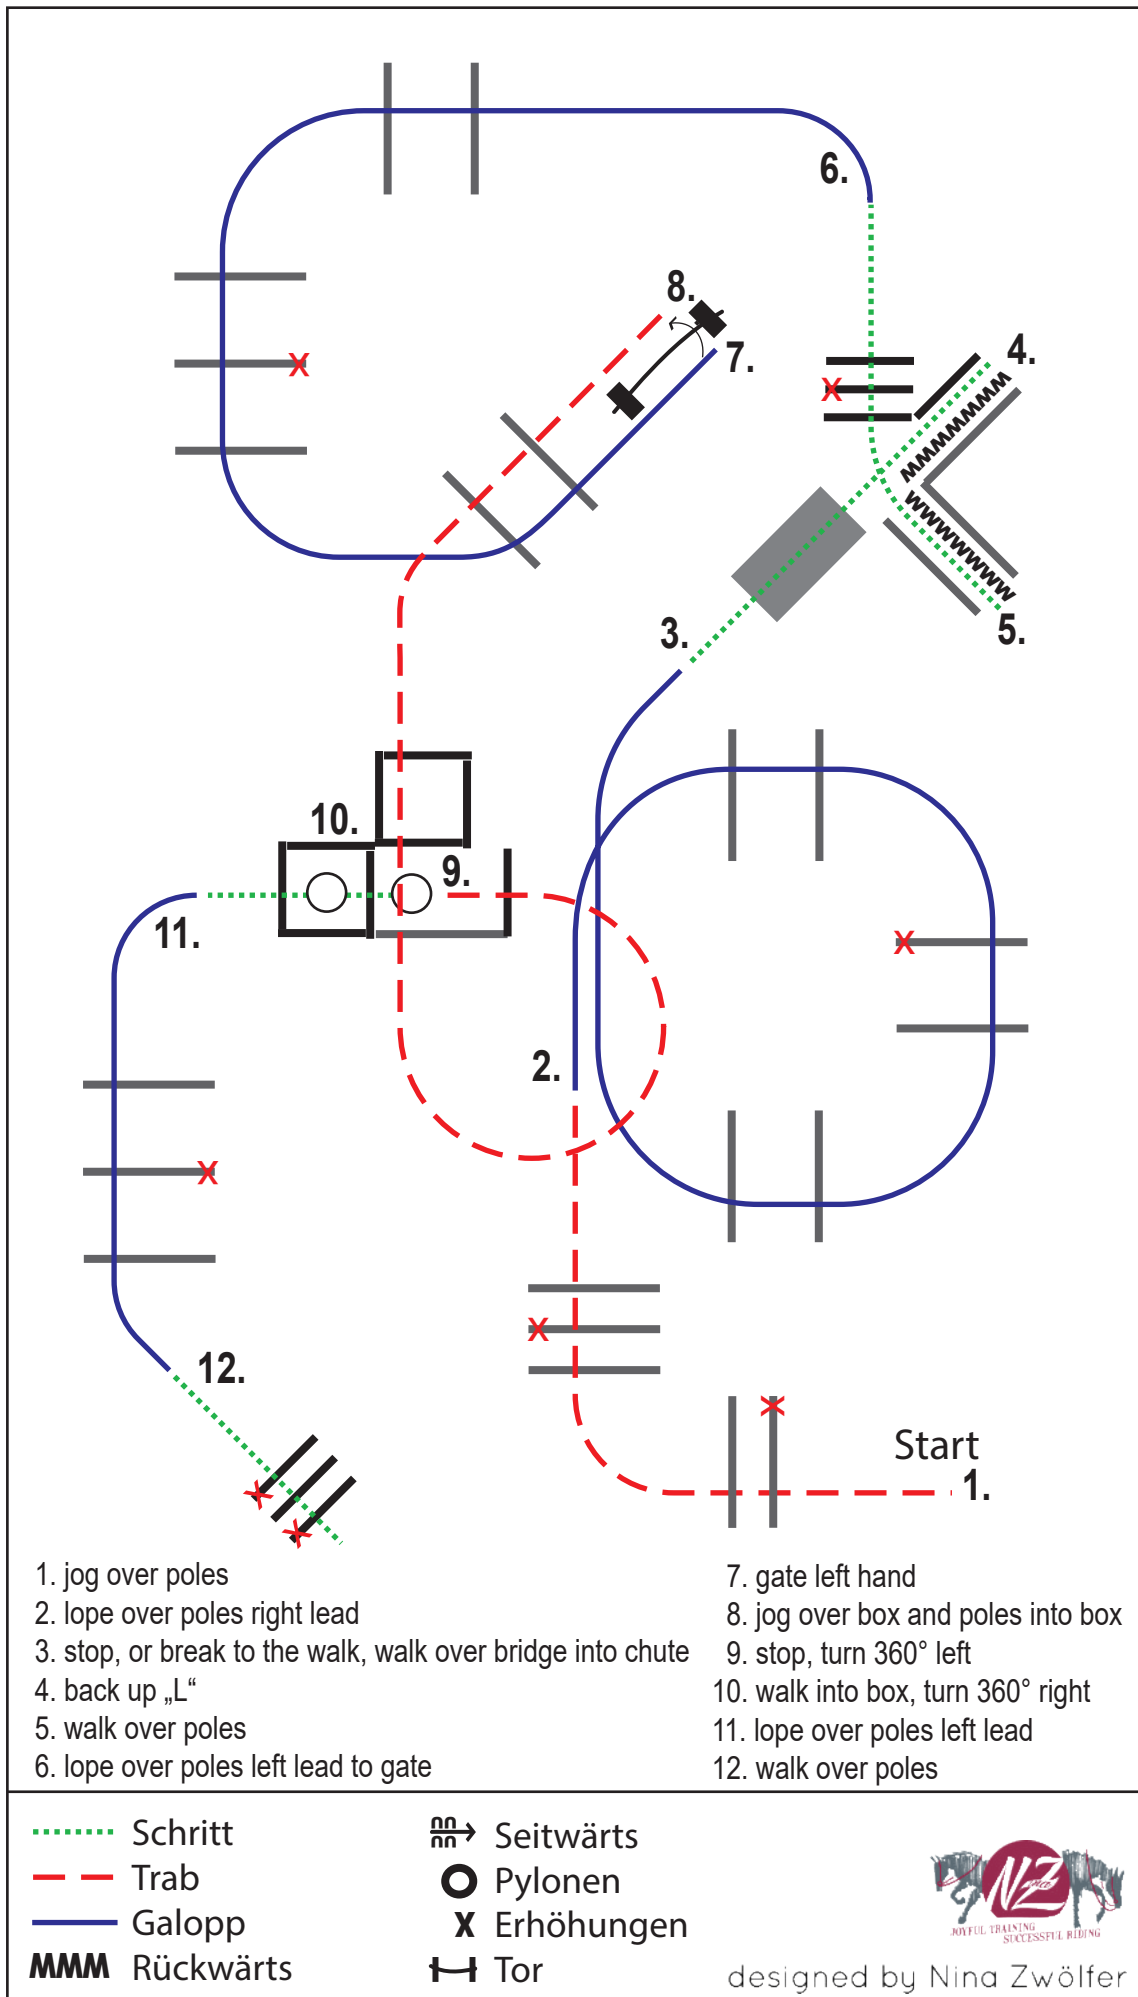 6.
8.
7.
4.
5.
3.
10.
9.
11.
2.
12.
Start
1.
1. jog over poles
2. lope over poles right lead
3. stop, or break to the walk, walk over bridge into chute
4. back up „L“
5. walk over poles
6. lope over poles left lead to gate
7. gate left hand
8. jog over box and poles into box
9. stop, turn 360° left
10. walk into box, turn 360° right
11. lope over poles left lead
12. walk over poles
Schritt
Trab
Galopp
MMM Rückwärts
Seitwärts
Pylonen
X Erhöhungen
Tor
NZ
JOYFUL TRAINING
SUCCESSFUL RIDING
designed by Nina Zwölfer